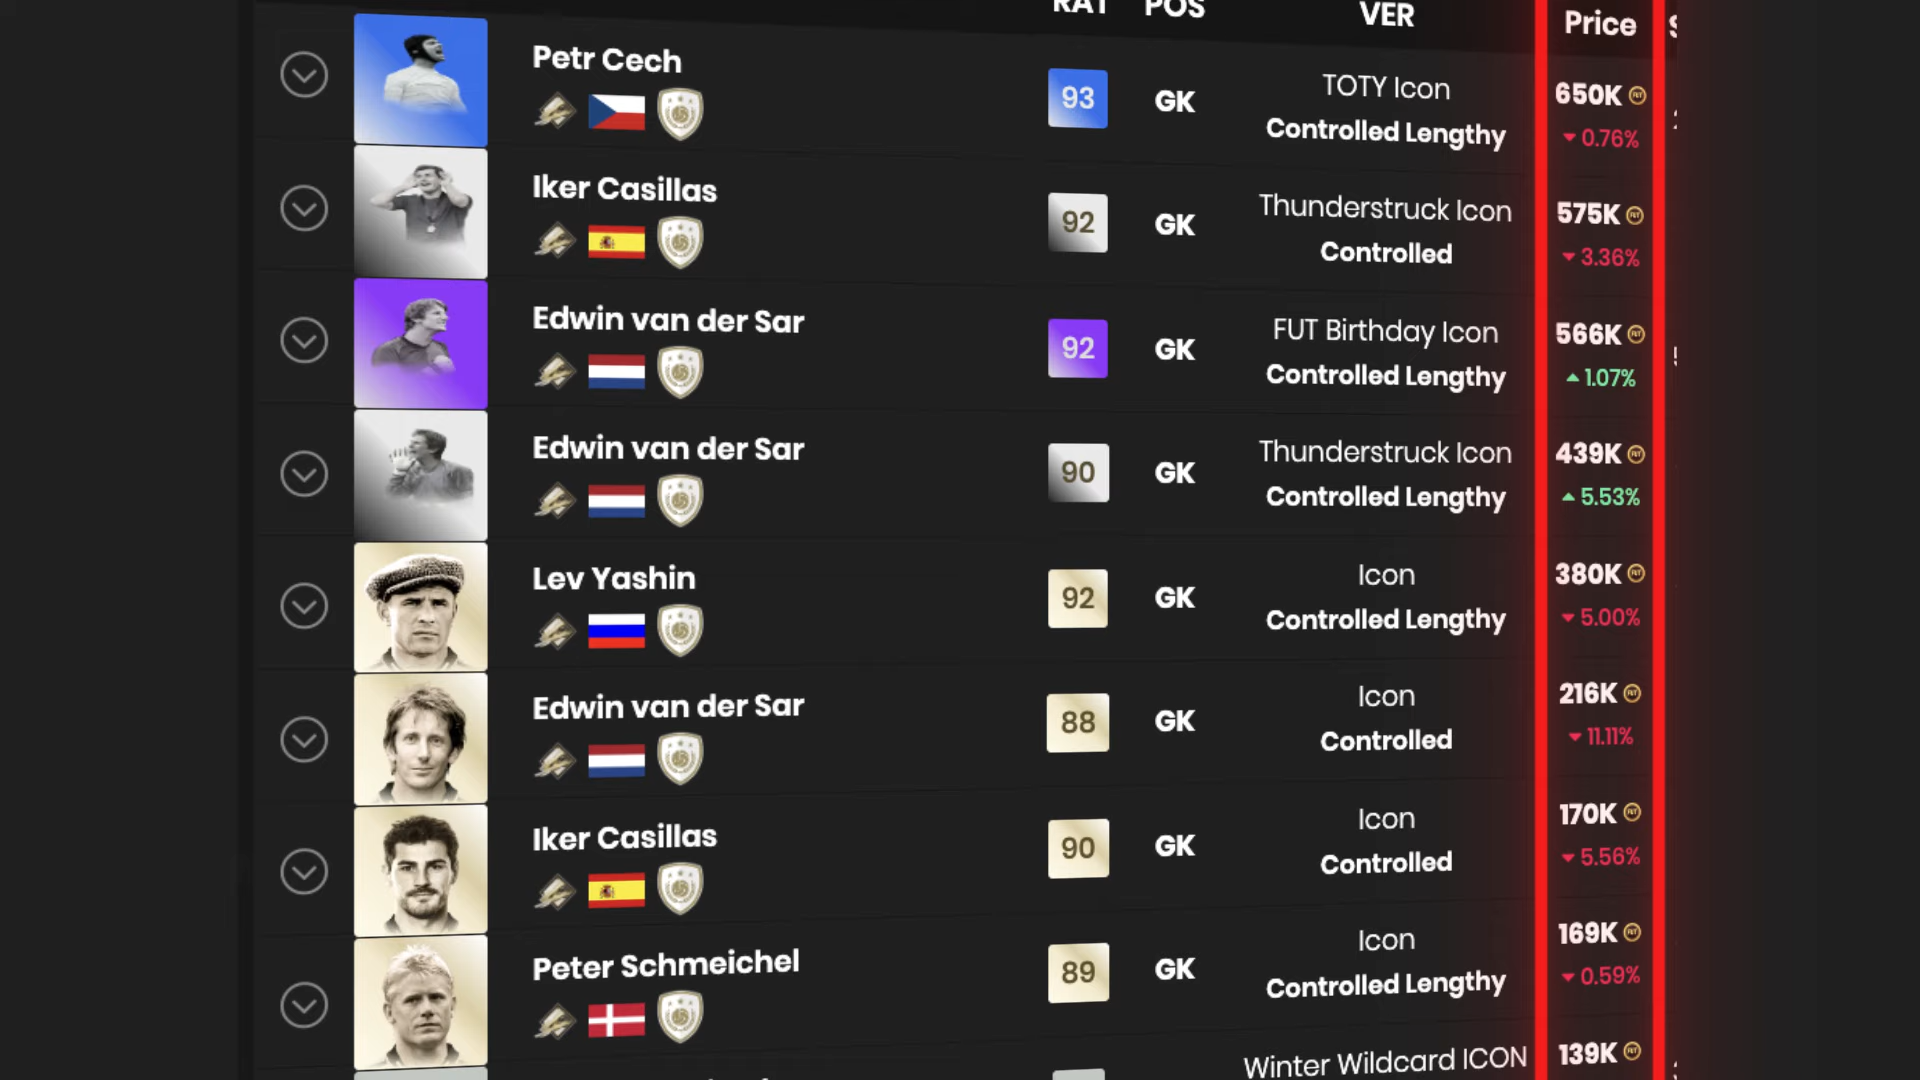 RAT POS VER Price
Petr Cech 93 GK TOTY Icon 650K
Controlled Lengthy 0.76%
Iker Casillas 92 GK Thunderstruck Icon 575K
Controlled 3.36%
Edwin van der Sar 92 GK FUT Birthday Icon 566K
Controlled Lengthy 1.07%
Edwin van der Sar 90 GK Thunderstruck Icon 439K
Controlled Lengthy 5.53%
Lev Yashin 92 GK Icon 380K
Controlled Lengthy 5.00%
Edwin van der Sar 88 GK Icon 216K
Controlled 11.11%
Iker Casillas 90 GK Icon 170K
Controlled 5.56%
Peter Schmeichel 89 GK Icon 169K
Controlled Lengthy 0.59%
Winter Wildcard ICON 139K